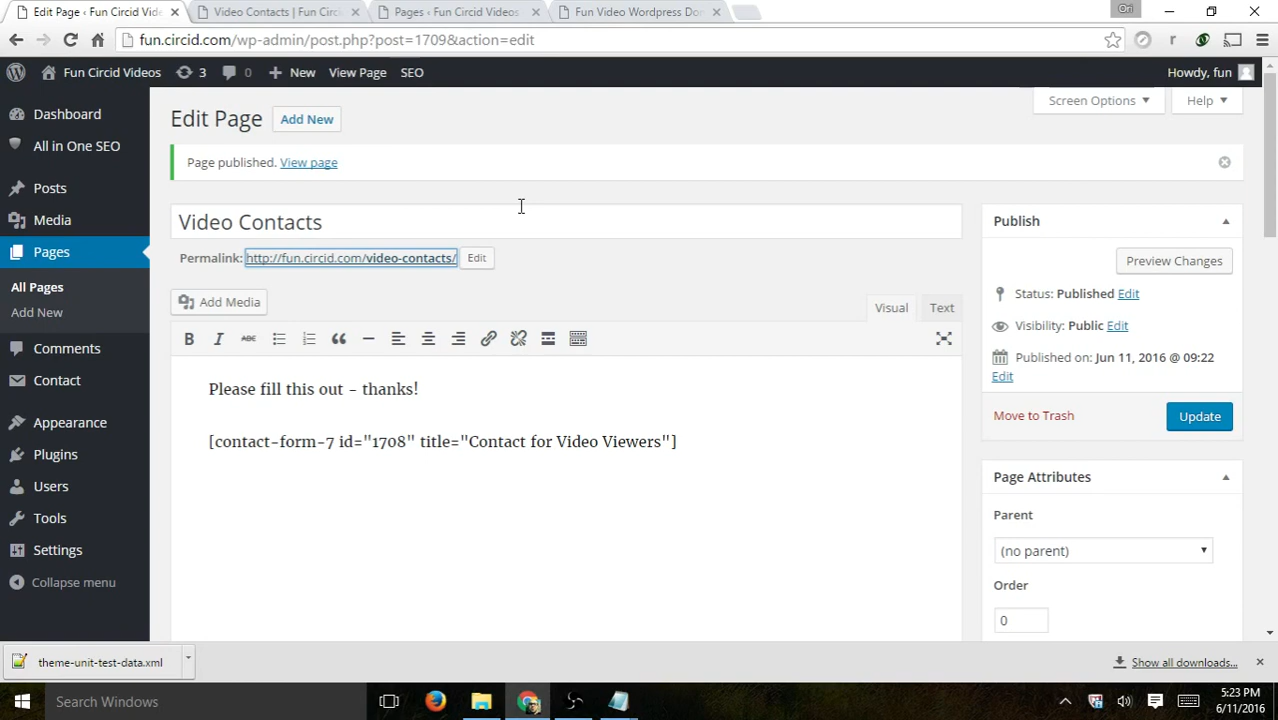 Edit Page ‹ Fun Circid Vide
Video Contacts | Fun Circi
Pages ‹ Fun Circid Videos
Fun Video Wordpress Dom
Ori
fun.circid.com/wp-admin/post.php?post=1709&action=edit
r
Fun Circid Videos
3
0
New
View Page
SEO
Howdy, fun
Dashboard
All in One SEO
Posts
Media
Pages
All Pages
Add New
Comments
Contact
Appearance
Plugins
Users
Tools
Settings
Collapse menu
Screen Options
Help
Edit Page
Add New
Page published. View page
Video Contacts
Permalink: http://fun.circid.com/video-contacts/
Edit
Add Media
Visual
Text
B
I
ABC
Please fill this out – thanks!
[contact-form-7 id="1708" title="Contact for Video Viewers"]
Publish
Preview Changes
Status: Published Edit
Visibility: Public Edit
Published on: Jun 11, 2016 @ 09:22
Edit
Move to Trash
Update
Page Attributes
Parent
(no parent)
Order
0
theme-unit-test-data.xml
Show all downloads...
Search Windows
5:23 PM
6/11/2016